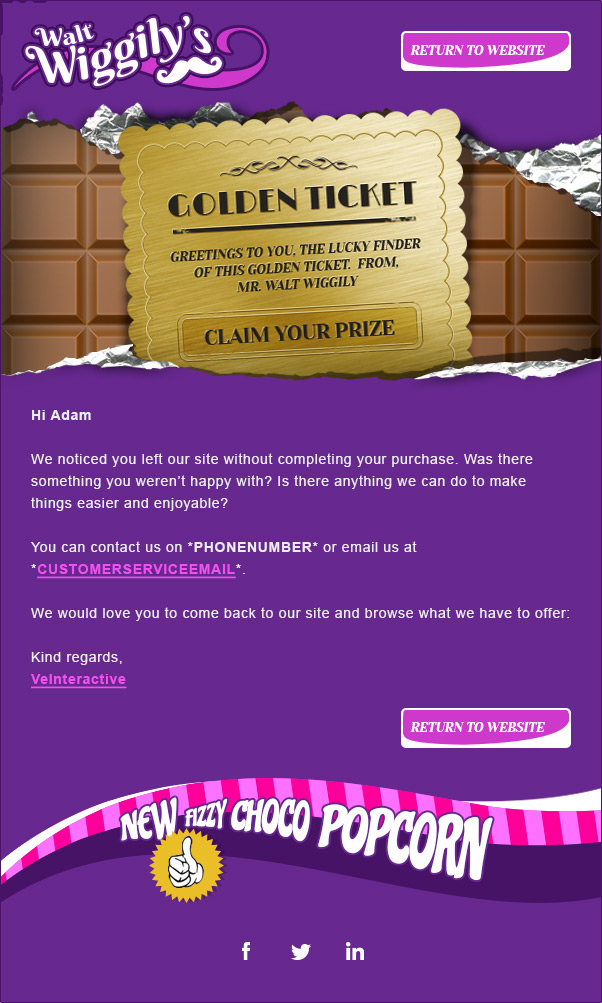 Walt
Wiggily's
RETURN TO WEBSITE
GOLDEN TICKET
GREETINGS TO YOU, THE LUCKY FINDER
OF THIS GOLDEN TICKET. FROM,
MR. WALT WIGGILY
CLAIM YOUR PRIZE
Hi Adam
We noticed you left our site without completing your purchase. Was there
something you weren't happy with? Is there anything we can do to make
things easier and enjoyable?
You can contact us on *PHONENUMBER* or email us at
*CUSTOMERSERVICEEMAIL*.
We would love you to come back to our site and browse what we have to offer:
Kind regards,
VeInteractive
RETURN TO WEBSITE
NEW FIZZY CHOCO POPCORN
f
in